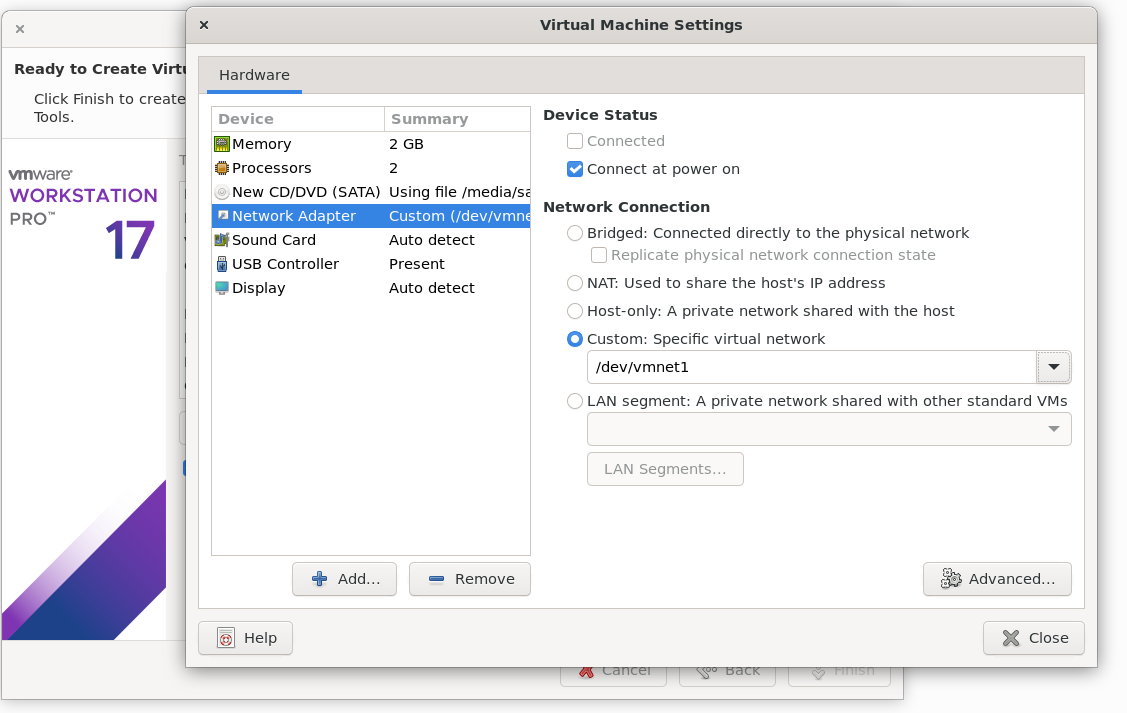 Virtual Machine Settings
Ready to Create Virtu
Click Finish to create
Tools.
vmware
WORKSTATION
PRO™
17
Hardware
Device Summary
Memory 2 GB
Processors 2
New CD/DVD (SATA) Using file /media/sa
Network Adapter Custom (/dev/vmne
Sound Card Auto detect
USB Controller Present
Display Auto detect
Add...
Remove
Device Status
Connected
Connect at power on
Network Connection
Bridged: Connected directly to the physical network
Replicate physical network connection state
NAT: Used to share the host's IP address
Host-only: A private network shared with the host
Custom: Specific virtual network
/dev/vmnet1
LAN segment: A private network shared with other standard VMs
LAN Segments...
Advanced...
Help
Close
Cancel
Back
Finish